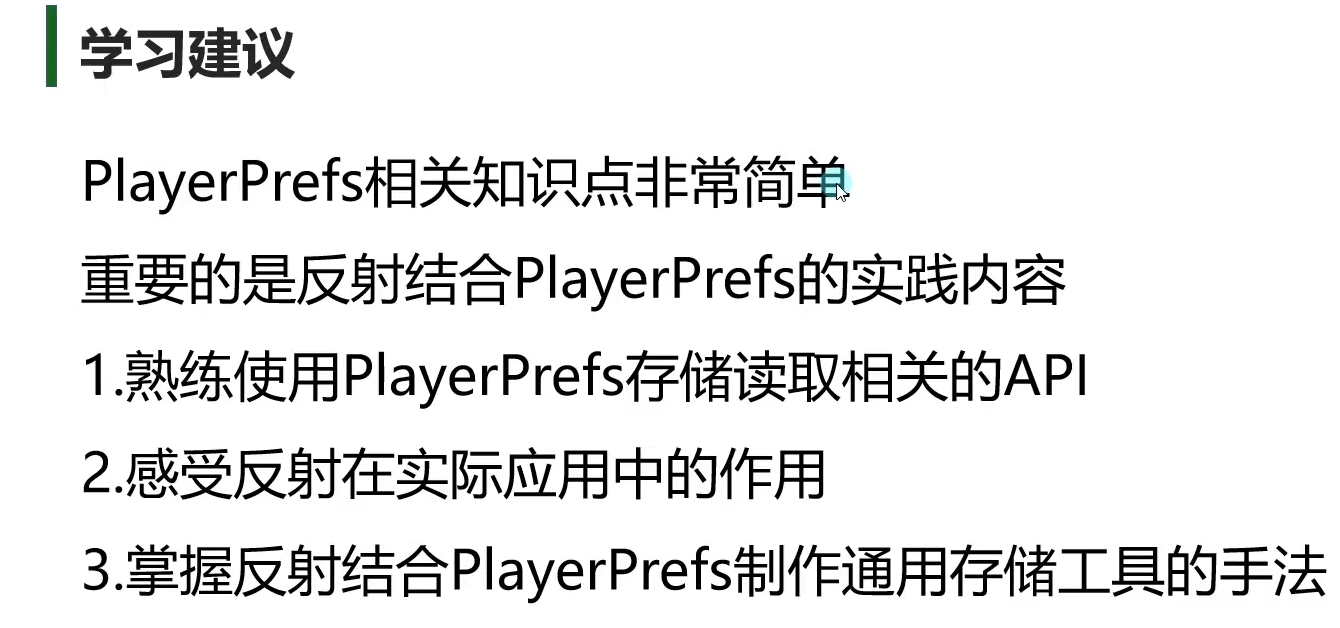 学习建议
PlayerPrefs相关知识点非常简单
重要的是反射结合PlayerPrefs的实践内容
1.熟练使用PlayerPrefs存储读取相关的API
2.感受反射在实际应用中的作用
3.掌握反射结合PlayerPrefs制作通用存储工具的手法